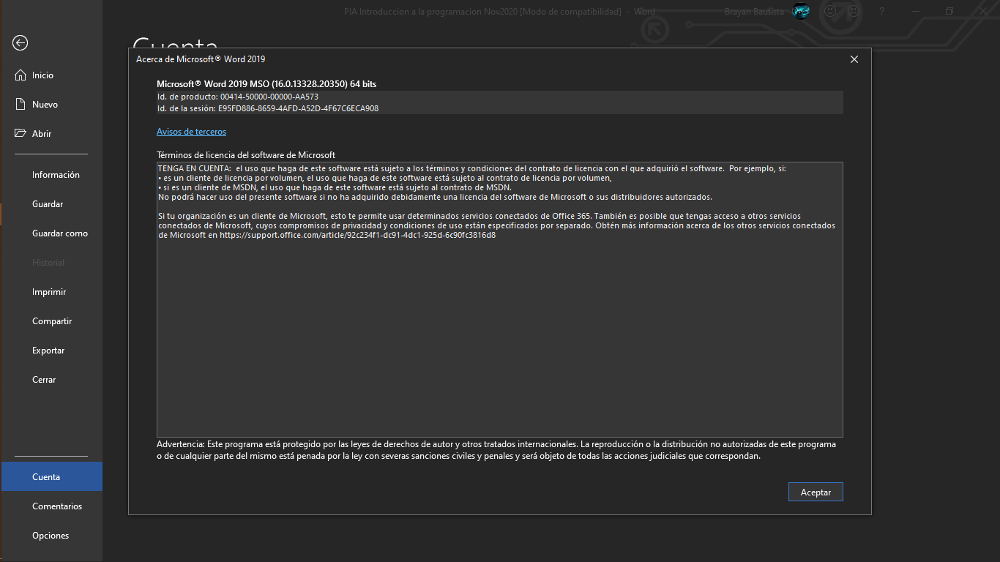 PIA Introduccion a la programacion Nov2020 [Modo de compatibilidad] - Word
Brayan Bautista
?
Cuenta
Inicio
Nuevo
Abrir
Información
Guardar
Guardar como
Historial
Imprimir
Compartir
Exportar
Cerrar
Cuenta
Comentarios
Opciones
Acerca de Microsoft® Word 2019
Microsoft® Word 2019 MSO (16.0.13328.20350) 64 bits
Id. de producto: 00414-50000-00000-AA573
Id. de la sesión: E95FD886-8659-4AFD-A52D-4F67C6ECA908
Avisos de terceros
Términos de licencia del software de Microsoft
TENGA EN CUENTA:  el uso que haga de este software está sujeto a los términos y condiciones del contrato de licencia con el que adquirió el software.  Por ejemplo, si:
• es un cliente de licencia por volumen, el uso que haga de este software está sujeto al contrato de licencia por volumen,
• si es un cliente de MSDN, el uso que haga de este software está sujeto al contrato de MSDN.
No podrá hacer uso del presente software si no ha adquirido debidamente una licencia del software de Microsoft o sus distribuidores autorizados.
Si tu organización es un cliente de Microsoft, esto te permite usar determinados servicios conectados de Office 365. También es posible que tengas acceso a otros servicios
conectados de Microsoft, cuyos compromisos de privacidad y condiciones de uso están especificados por separado. Obtén más información acerca de los otros servicios conectados
de Microsoft en https://support.office.com/article/92c234f1-dc91-4dc1-925d-6c90fc3816d8
Advertencia: Este programa está protegido por las leyes de derechos de autor y otros tratados internacionales. La reproducción o la distribución no autorizadas de este programa
o de cualquier parte del mismo está penada por la ley con severas sanciones civiles y penales y será objeto de todas las acciones judiciales que correspondan.
Aceptar